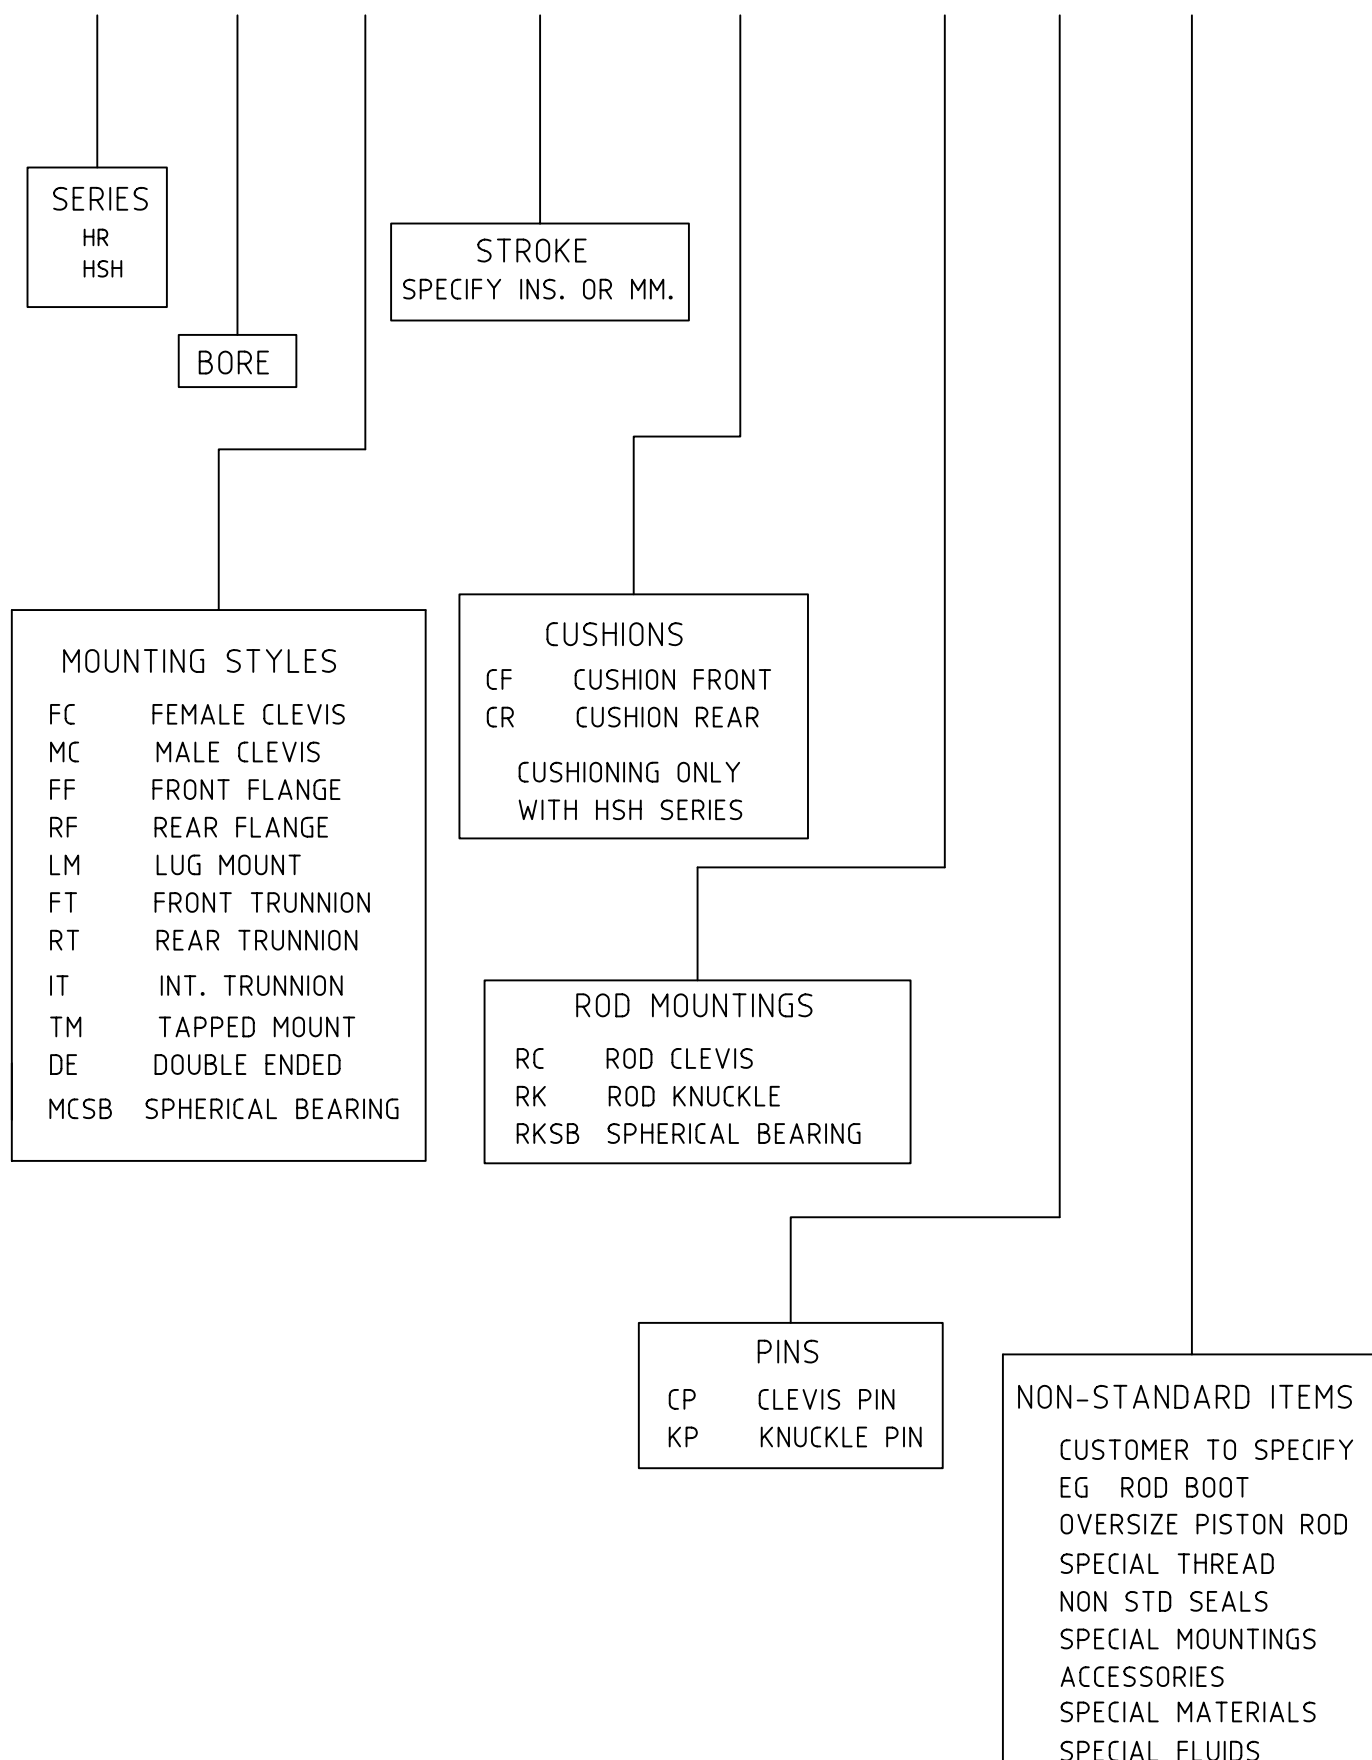 SERIES
HR
HSH
STROKE
SPECIFY INS. OR MM.
BORE
MOUNTING STYLES
FC FEMALE CLEVIS
MC MALE CLEVIS
FF FRONT FLANGE
RF REAR FLANGE
LM LUG MOUNT
FT FRONT TRUNNION
RT REAR TRUNNION
IT INT. TRUNNION
TM TAPPED MOUNT
DE DOUBLE ENDED
MCSB SPHERICAL BEARING
CUSHIONS
CF CUSHION FRONT
CR CUSHION REAR
CUSHIONING ONLY
WITH HSH SERIES
ROD MOUNTINGS
RC ROD CLEVIS
RK ROD KNUCKLE
RKSB SPHERICAL BEARING
PINS
CP CLEVIS PIN
KP KNUCKLE PIN
NON-STANDARD ITEMS
CUSTOMER TO SPECIFY
EG ROD BOOT
OVERSIZE PISTON ROD
SPECIAL THREAD
NON STD SEALS
SPECIAL MOUNTINGS
ACCESSORIES
SPECIAL MATERIALS
SPECIAL FLUIDS